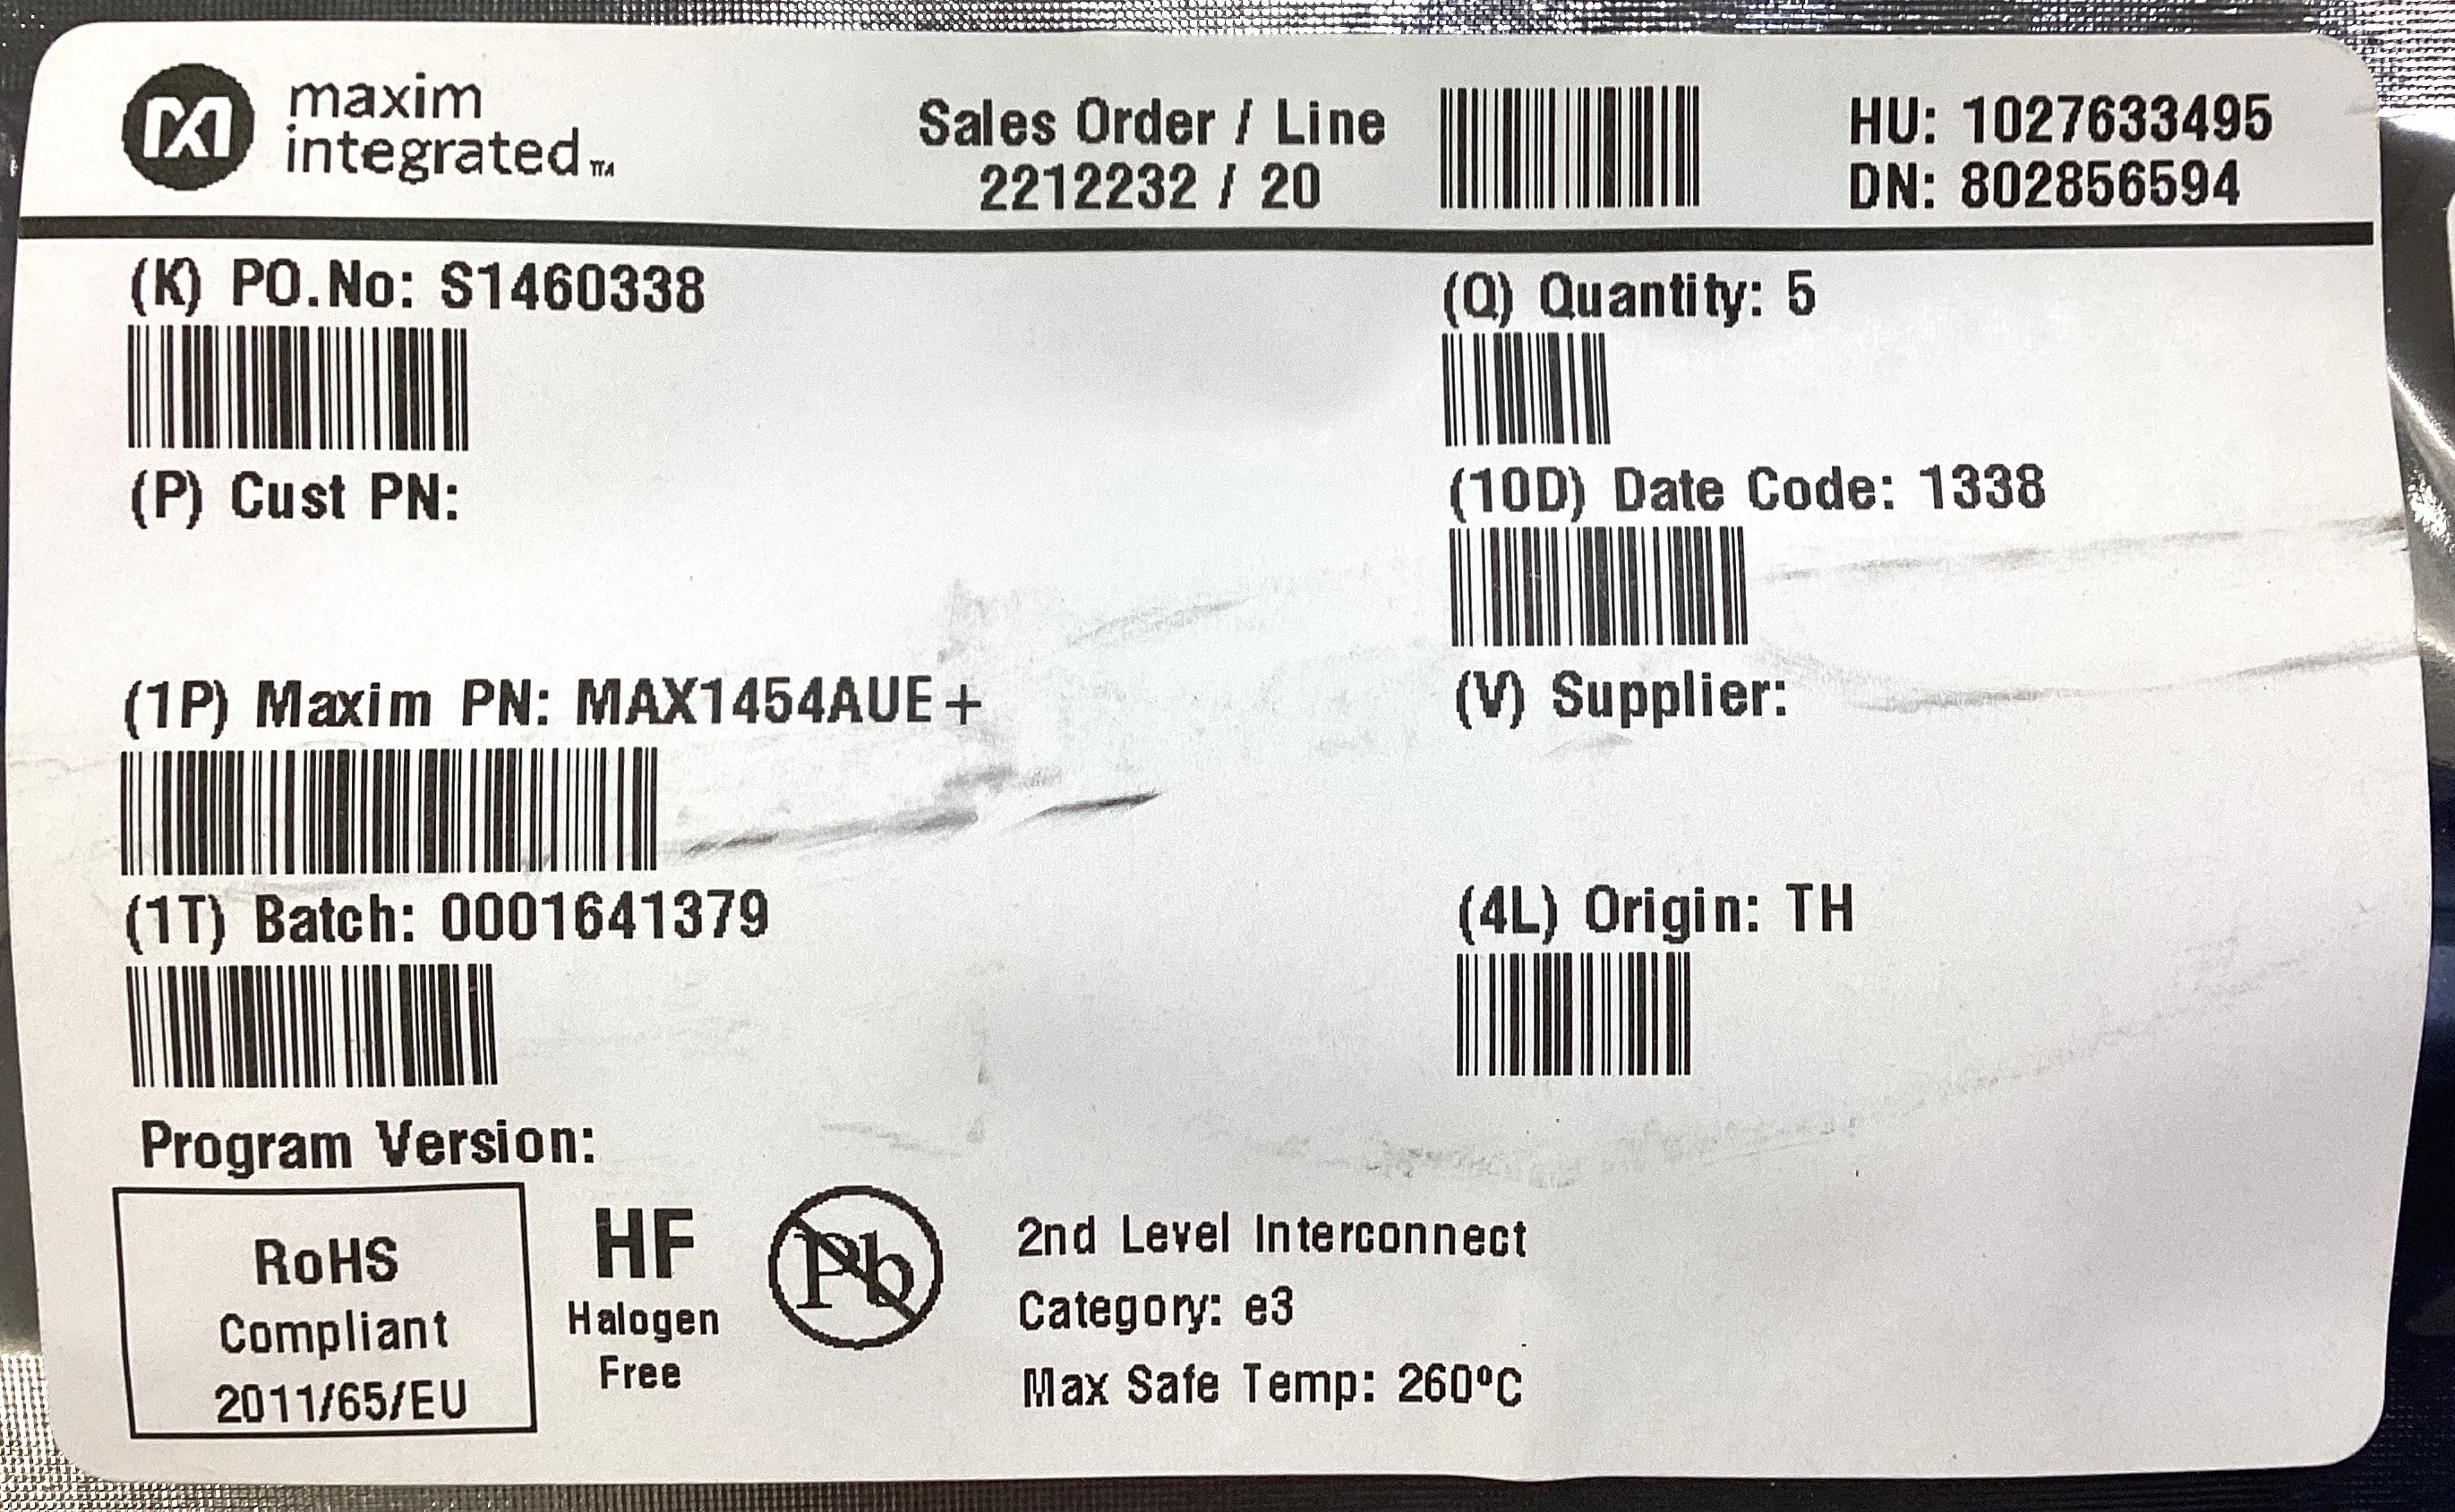 maxim
integrated™
Sales Order / Line
2212232 / 20
HU: 1027633495
DN: 802856594
(K) PO.No: S1460338
(Q) Quantity: 5
(P) Cust PN:
(10D) Date Code: 1338
(1P) Maxim PN: MAX1454AUE+
(V) Supplier:
(1T) Batch: 0001641379
(4L) Origin: TH
Program Version:
RoHS
Compliant
2011/65/EU
HF
Halogen
Free
Pb
2nd Level Interconnect
Category: e3
Max Safe Temp: 260ºC